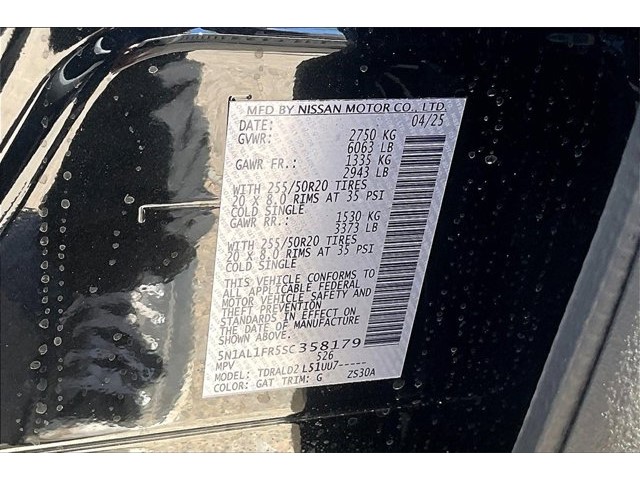 MFD BY NISSAN MOTOR CO., LTD.
DATE: 04/25
GVWR: 2750 KG
6063 LB
GAWR FR.: 1335 KG
2943 LB
WITH 255/50R20 TIRES
20 X 8.0 RIMS AT 35 PSI
COLD SINGLE
GAWR RR.: 1530 KG
3373 LB
WITH 255/50R20 TIRES
20 X 8.0 RIMS AT 35 PSI
COLD SINGLE
THIS VEHICLE CONFORMS TO
ALL APPLICABLE FEDERAL
MOTOR VEHICLE SAFETY AND
THEFT PREVENTION
STANDARDS IN EFFECT ON
THE DATE OF MANUFACTURE
SHOWN ABOVE.
5N1AL1FR5SC358179
MPV 526
MODEL: TDRALD2 L51UU7-----
COLOR: GAT TRIM: G ZS30A